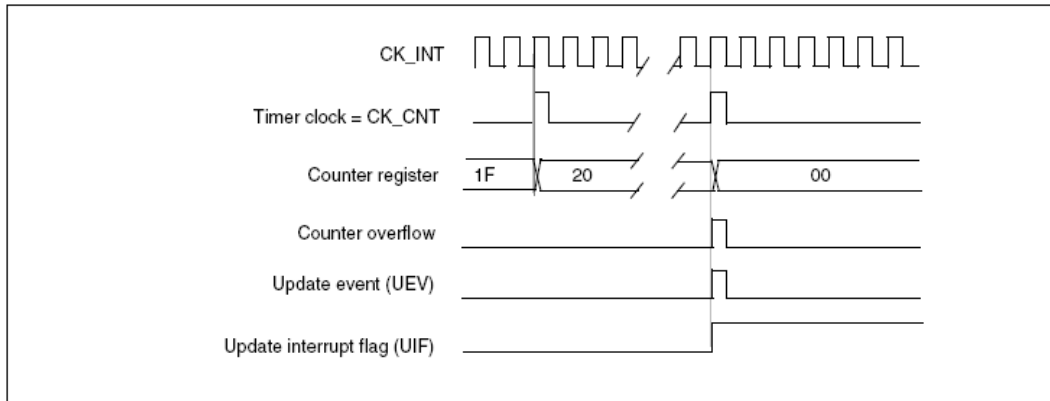 CK_INT
Timer clock = CK_CNT
Counter register 1F 20 00
Counter overflow
Update event (UEV)
Update interrupt flag (UIF)